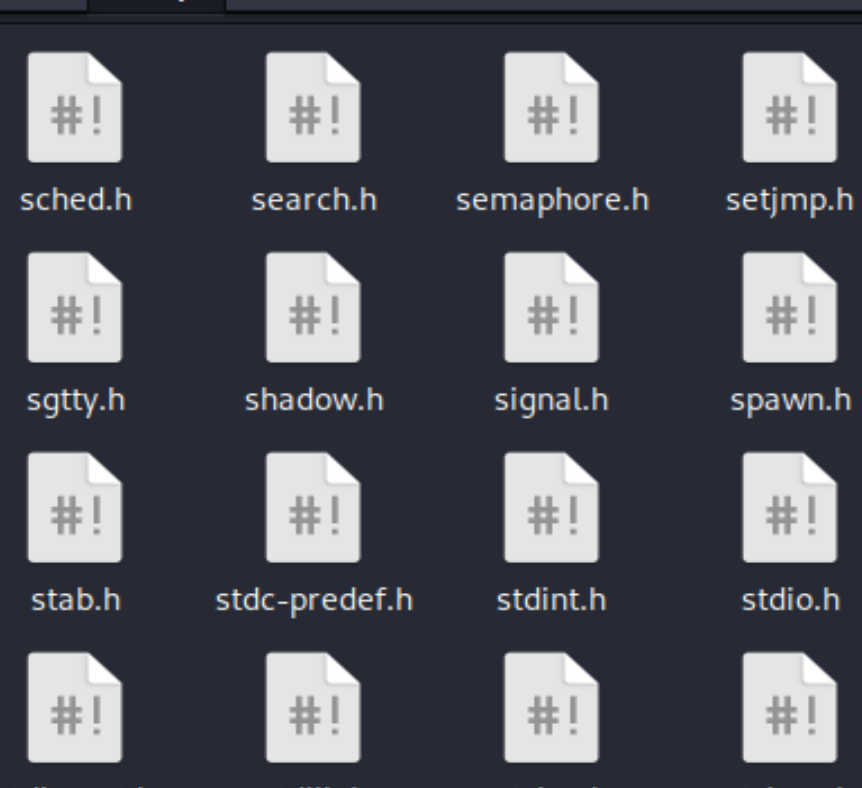 #! #! #! #!
sched.h search.h semaphore.h setjmp.h
#! #! #! #!
sgtty.h shadow.h signal.h spawn.h
#! #! #! #!
stab.h stdc-predef.h stdint.h stdio.h
#! #! #! #!